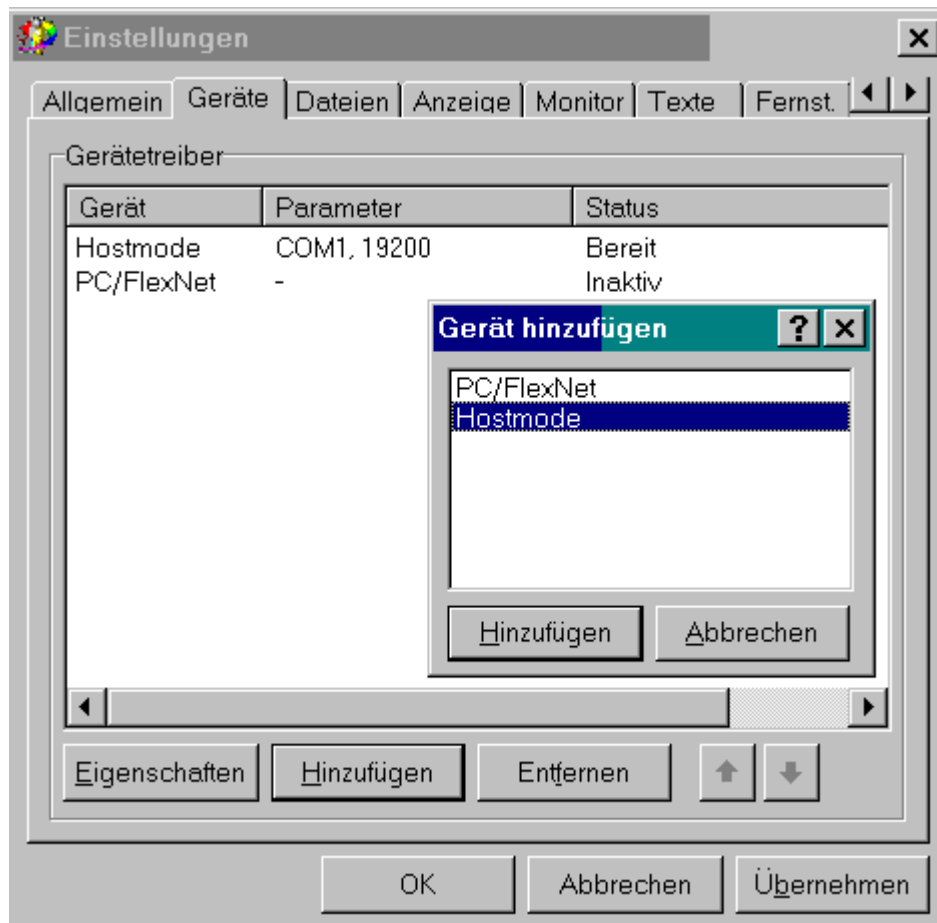 Einstellungen
Allgemein Geräte Dateien Anzeige Monitor Texte Fernst.
Gerätetreiber
Gerät Parameter Status
Hostmode COM1, 19200 Bereit
PC/FlexNet - Inaktiv
Gerät hinzufügen
PC/FlexNet
Hostmode
Hinzufügen Abbrechen
Eigenschaften Hinzufügen Entfernen
OK Abbrechen Übernehmen